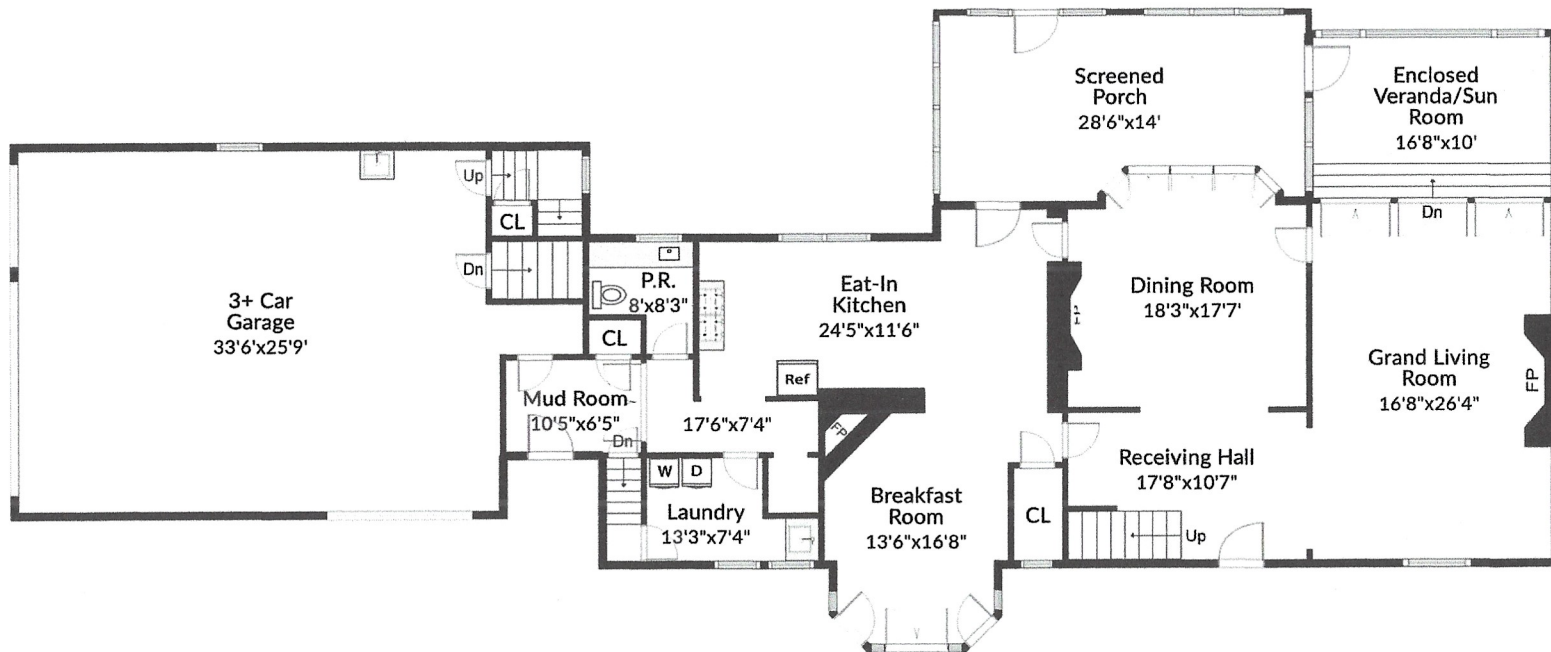 Screened
Porch
28'6"x14'
Enclosed
Veranda/Sun
Room
16'8"x10'
Dn
3+ Car
Garage
33'6'x25'9'
Up
CL
Dn
P.R.
8'x8'3"
CL
Eat-In
Kitchen
24'5"x11'6"
Ref
Dining Room
18'3"x17'7'
Grand Living
Room
16'8"x26'4"
FP
Mud Room
10'5"x6'5"
Dn
17'6"x7'4"
FP
W
D
Laundry
13'3"x7'4"
Breakfast
Room
13'6"x16'8"
CL
Receiving Hall
17'8"x10'7"
Up